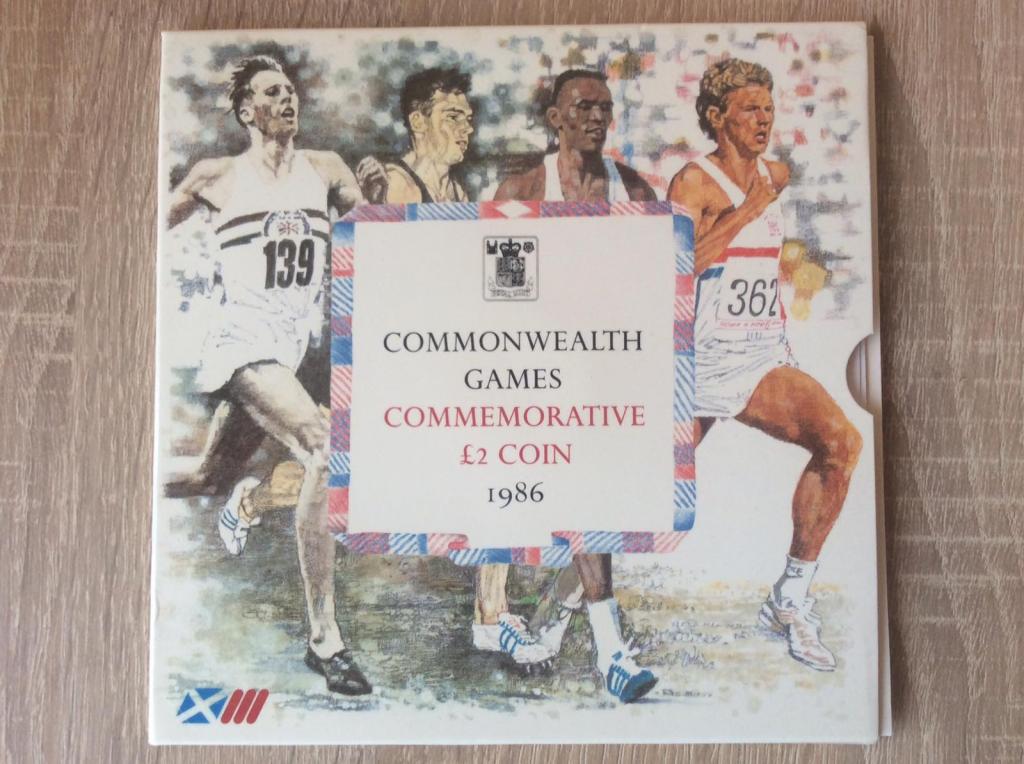 139
362
COMMONWEALTH
GAMES
COMMEMORATIVE
£2 COIN
1986